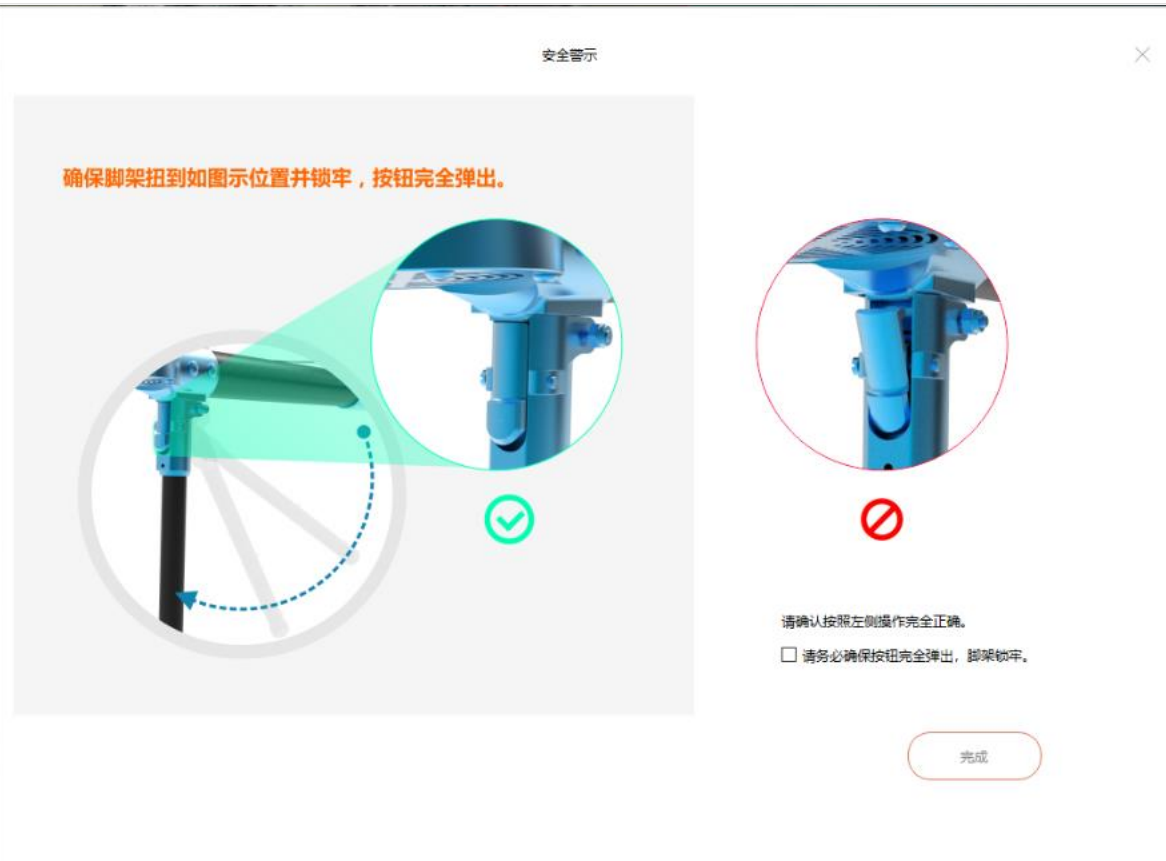 安全警示
确保脚架扭到如图示位置并锁牢，按钮完全弹出。
请确认按照左侧操作完全正确。
请务必确保按钮完全弹出，脚架锁牢。
完成